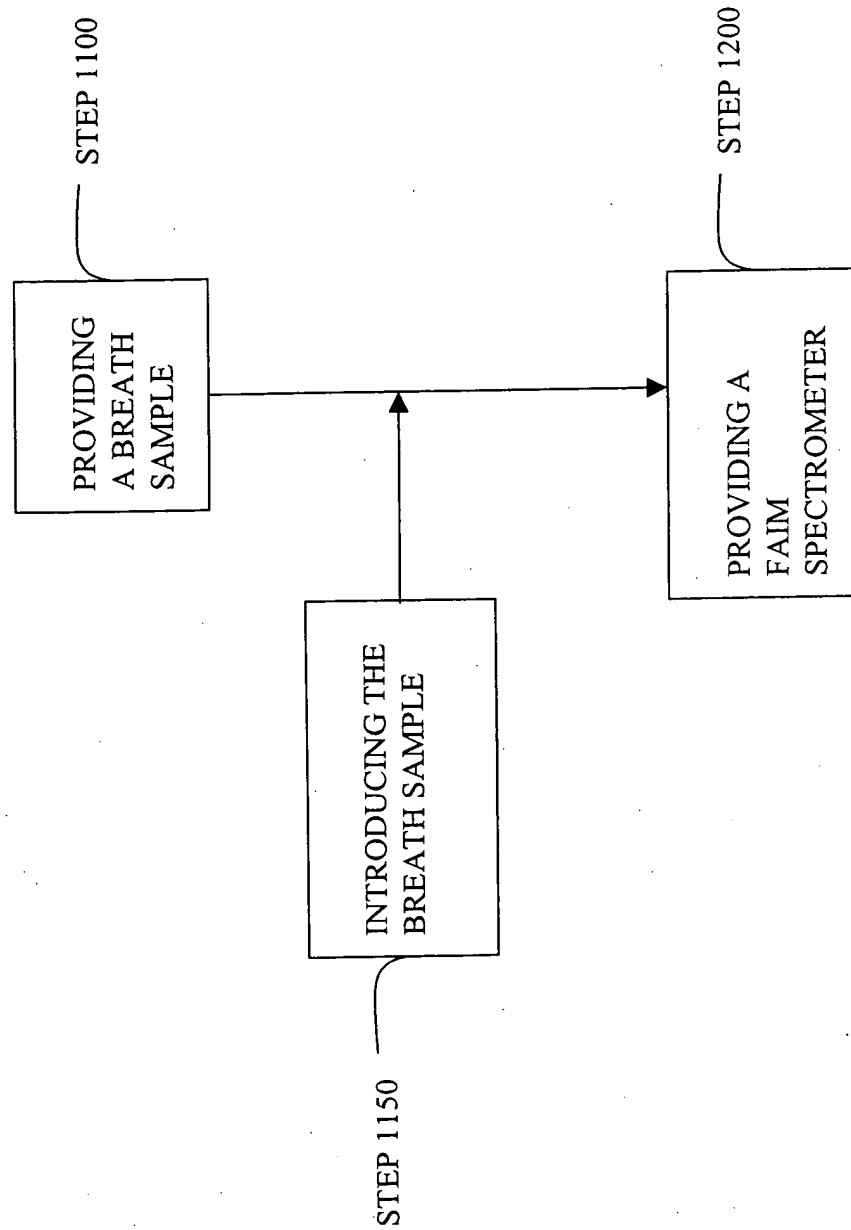 PROVIDING
A BREATH
SAMPLE
STEP 1100
INTRODUCING THE
BREATH SAMPLE
STEP 1150
PROVIDING A
FAIM
SPECTROMETER
STEP 1200